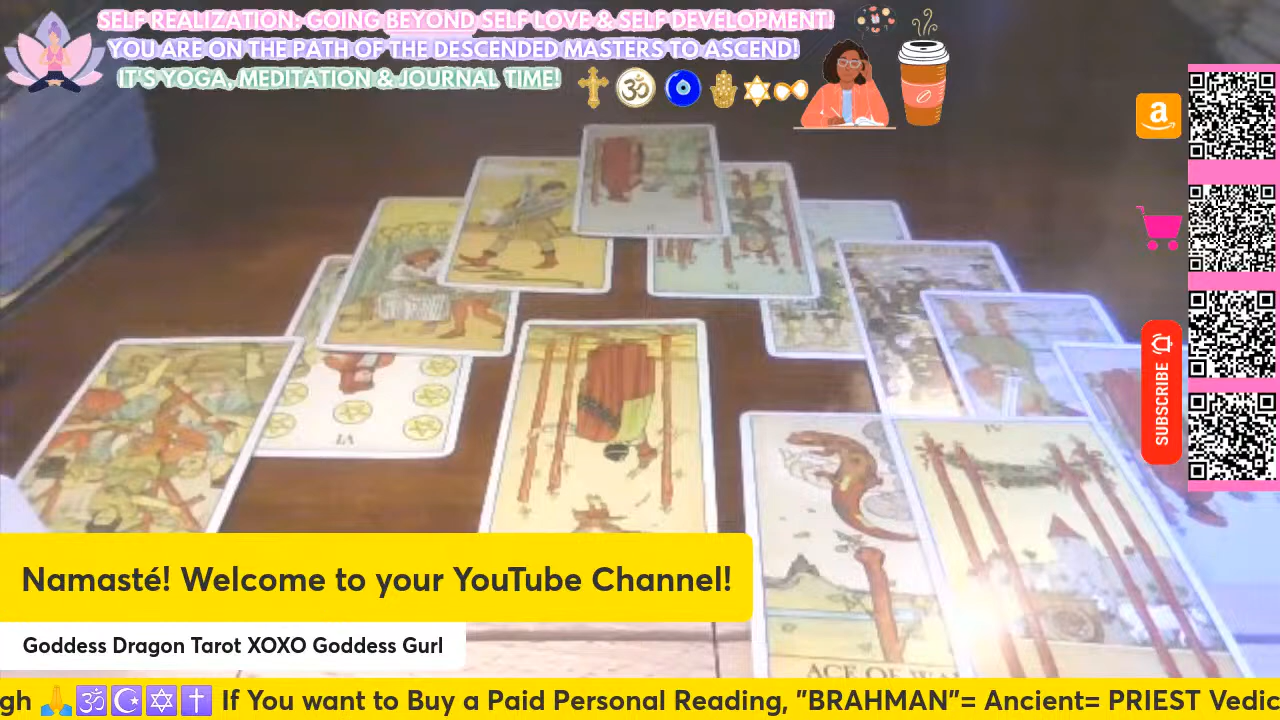 SELF REALIZATION: GOING BEYOND SELF LOVE & SELF DEVELOPMENT!
YOU ARE ON THE PATH OF THE DESCENDED MASTERS TO ASCEND!
IT'S YOGA, MEDITATION & JOURNAL TIME!
a
SUBSCRIBE
VI
IV
ACE OF WA
Namasté! Welcome to your YouTube Channel!
Goddess Dragon Tarot XOXO Goddess Gurl
gh 🙏🕉☪✡✝ If You want to Buy a Paid Personal Reading, "BRAHMAN"= Ancient= PRIEST Vedic